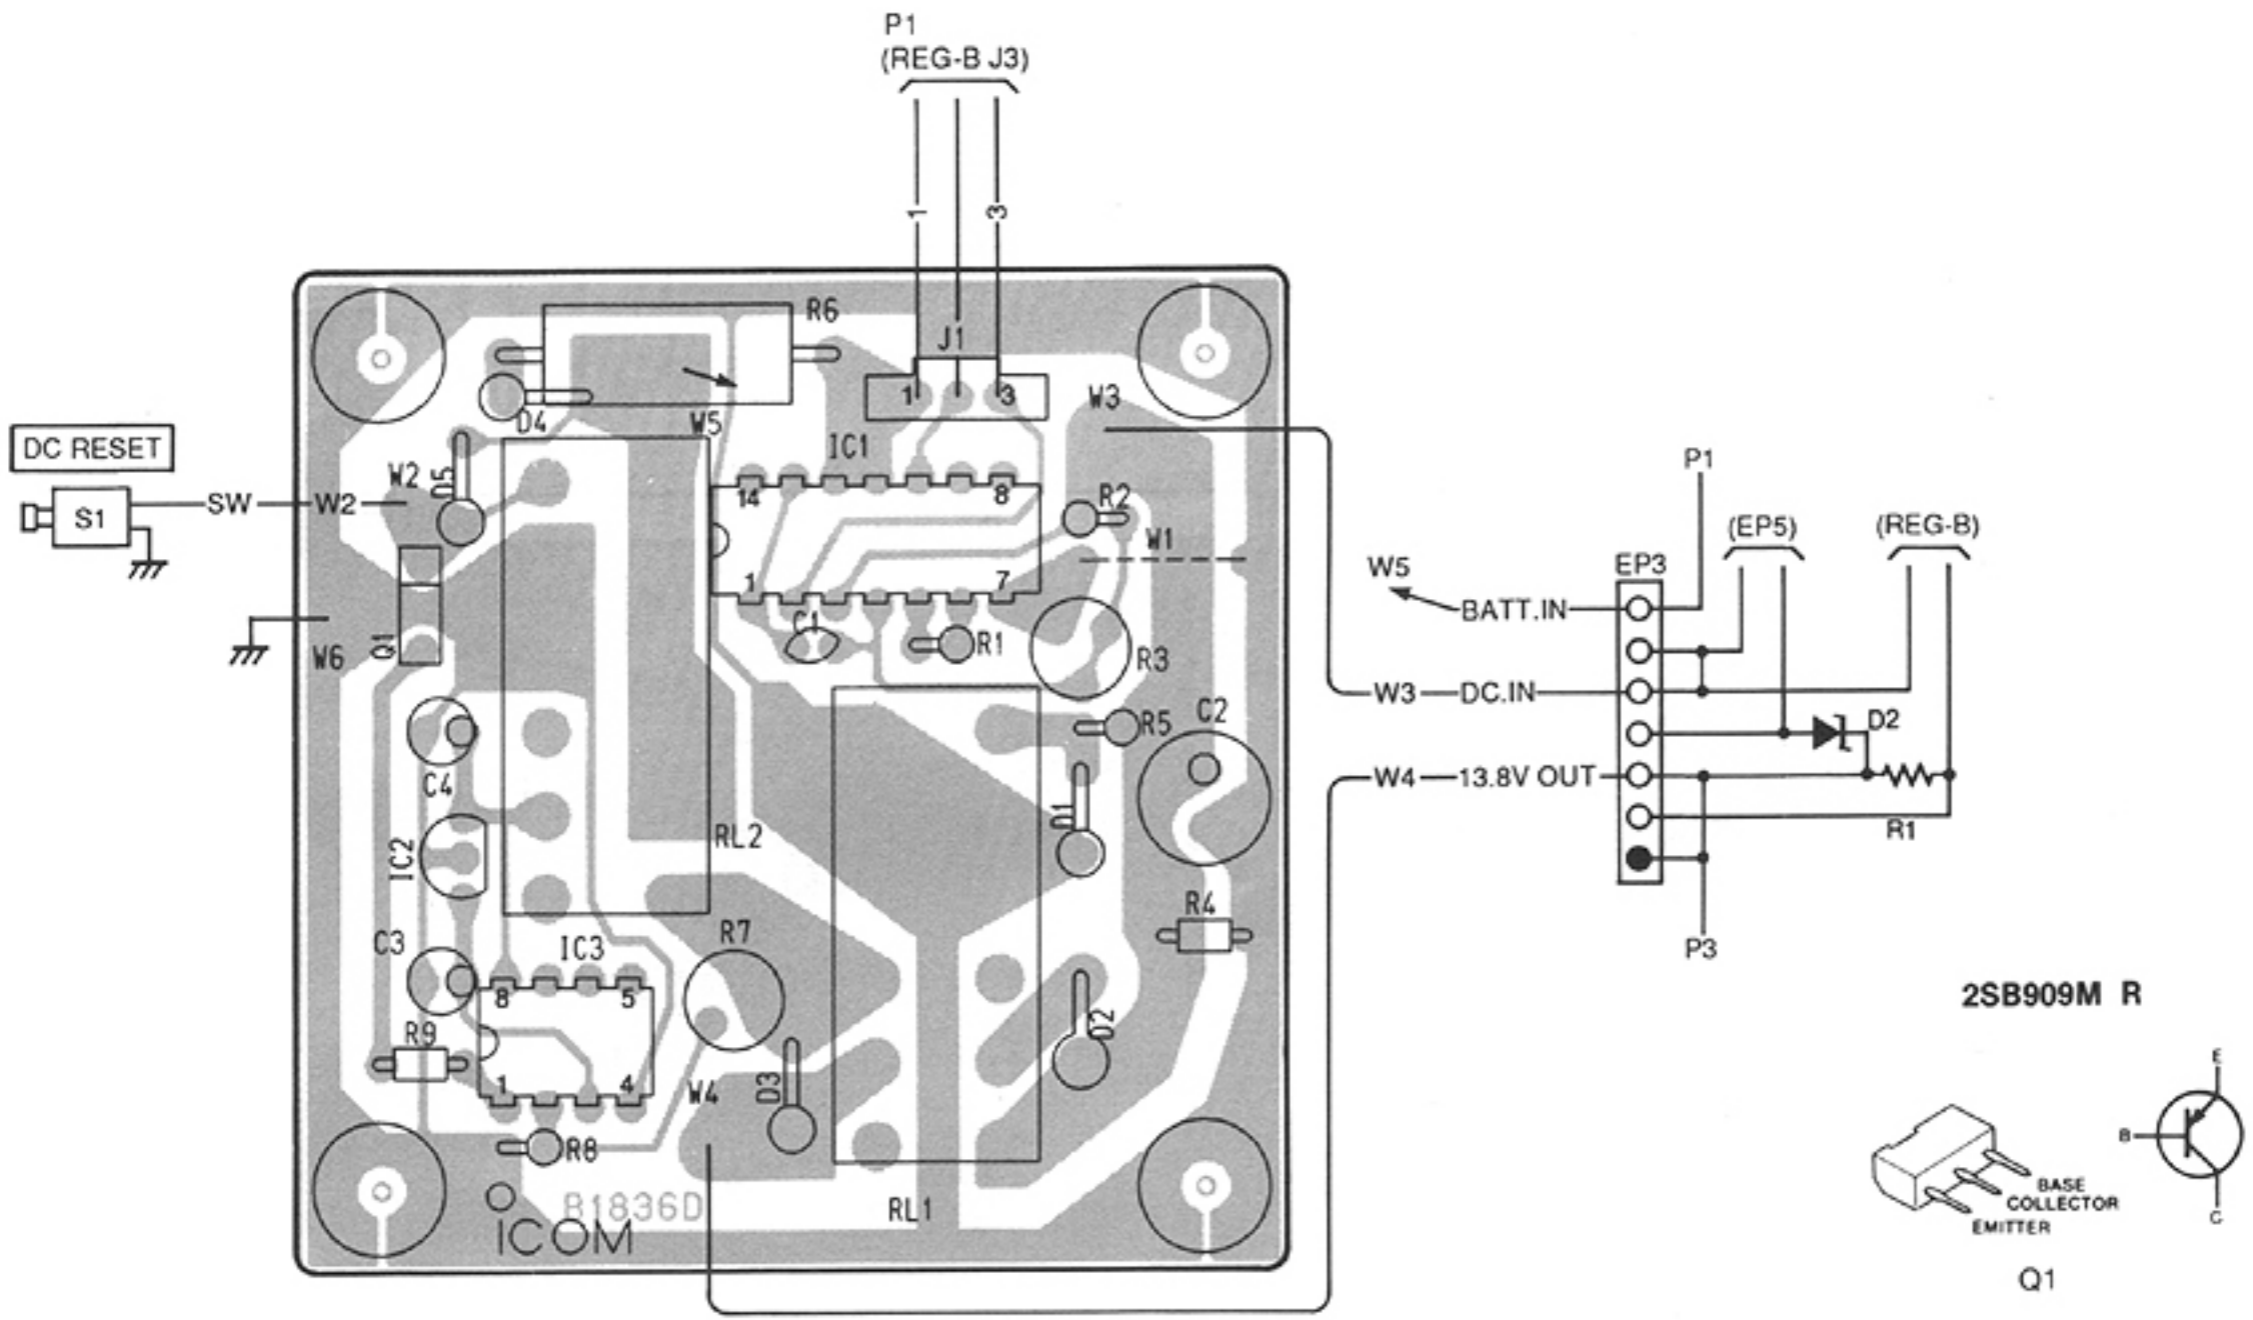 P1
(REG-B J3)
1
3
R6
J1
1
3
W3
D4
W5
IC1
DC RESET
W2
D5
S1
SW
W2
14
8
R2
W1
1
7
C1
R1
R3
Q1
W6
R5
C2
C4
D1
RL2
IC2
R4
R7
C3
IC3
8
5
R9
D2
1
4
W4
D3
R8
B1836D
RL1
iCOM
P1
(EP5)
(REG-B)
EP3
W5
BATT.IN
W3
DC.IN
D2
W4
13.8V OUT
R1
P3
2SB909M R
E
B
C
BASE
COLLECTOR
EMITTER
Q1